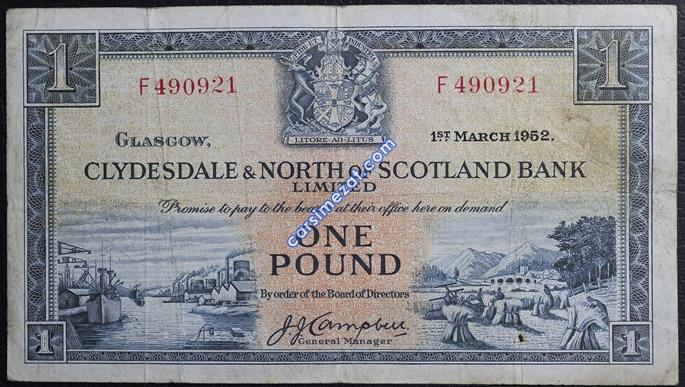 1 1
F 490921 F 490921
LITORE·AD·LITUS
GLASGOW, 1ST MARCH 1952.
CLYDESDALE & NORTH OF SCOTLAND BANK
LIMITED
Promise to pay to the bearer at their office here on demand
ONE
POUND
By order of the Board of Directors
J.J. Campbell
General Manager
1 1
carsimezat.com